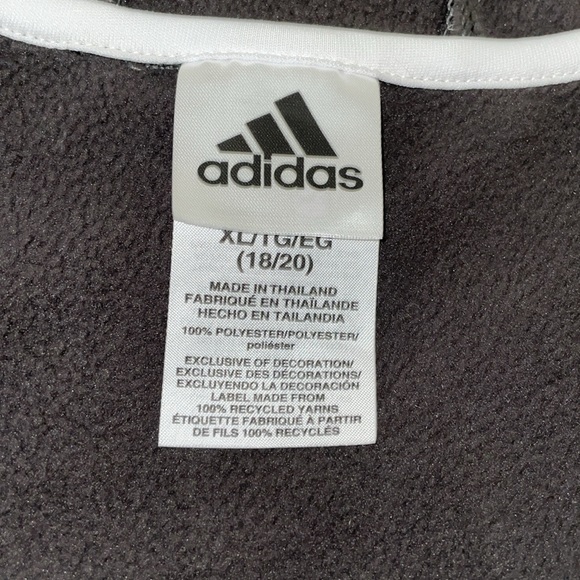 adidas
XL/TG/EG
(18/20)
MADE IN THAILAND
FABRIQUÉ EN THAÏLANDE
HECHO EN TAILANDIA
100% POLYESTER/POLYESTER/
poliéster
EXCLUSIVE OF DECORATION/
EXCLUSIVE DES DÉCORATIONS/
EXCLUYENDO LA DECORACIÓN
LABEL MADE FROM
100% RECYCLED YARNS
ÉTIQUETTE FABRIQUÉ À PARTIR
DE FILS 100% RECYCLÉS